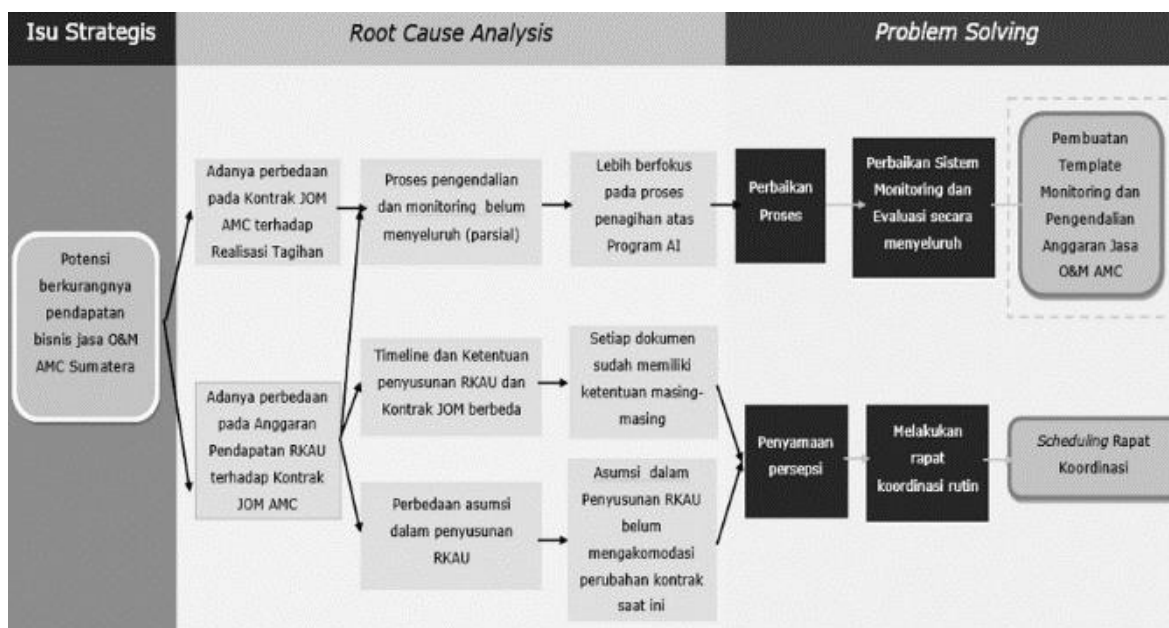 Isu Strategis
Root Cause Analysis
Problem Solving
Potensi
berkurangnya
pendapatan
bisnis jasa O&M
AMC Sumatera
Adanya perbedaan
pada Kontrak JOM
AMC terhadap
Realisasi Tagihan
Proses pengendalian
dan monitoring belum
menyeluruh (parsial)
Lebih berfokus
pada proses
penagihan atas
Program AI
Perbaikan
Proses
Perbaikan Sistem
Monitoring dan
Evaluasi secara
menyeluruh
Pembuatan
Template
Monitoring dan
Pengendalian
Anggaran Jasa
O&M AMC
Adanya perbedaan
pada Anggaran
Pendapatan RKAU
terhadap Kontrak
JOM AMC
Timeline dan Ketentuan
penyusunan RKAU dan
Kontrak JOM berbeda
Setiap dokumen
sudah memiliki
ketentuan masing-
masing
Perbedaan asumsi
dalam penyusunan
RKAU
Asumsi dalam
Penyusunan RKAU
belum
mengakomodasi
perubahan kontrak
saat ini
Penyamaan
persepsi
Melakukan
rapat
koordinasi rutin
Scheduling Rapat
Koordinasi